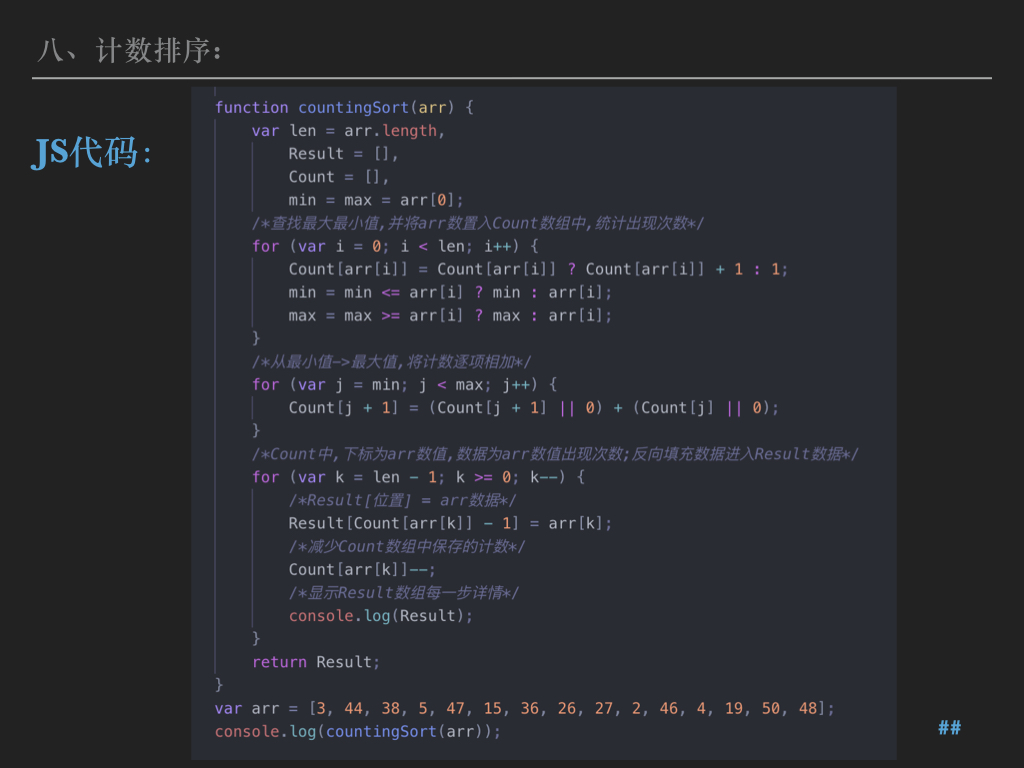 八、计数排序:
JS代码:
function countingSort(arr) {
    var len = arr.length,
        Result = [],
        Count = [],
        min = max = arr[0];
    /*查找最大最小值,并将arr数置入Count数组中,统计出现次数*/
    for (var i = 0; i < len; i++) {
        Count[arr[i]] = Count[arr[i]] ? Count[arr[i]] + 1 : 1;
        min = min <= arr[i] ? min : arr[i];
        max = max >= arr[i] ? max : arr[i];
    }
    /*从最小值->最大值,将计数逐项相加*/
    for (var j = min; j < max; j++) {
        Count[j + 1] = (Count[j + 1] || 0) + (Count[j] || 0);
    }
    /*Count中,下标为arr数值,数据为arr数值出现次数;反向填充数据进入Result数据*/
    for (var k = len - 1; k >= 0; k--) {
        /*Result[位置] = arr数据*/
        Result[Count[arr[k]] - 1] = arr[k];
        /*减少Count数组中保存的计数*/
        Count[arr[k]]--;
        /*显示Result数组每一步详情*/
        console.log(Result);
    }
    return Result;
}
var arr = [3, 44, 38, 5, 47, 15, 36, 26, 27, 2, 46, 4, 19, 50, 48];
console.log(countingSort(arr));
##